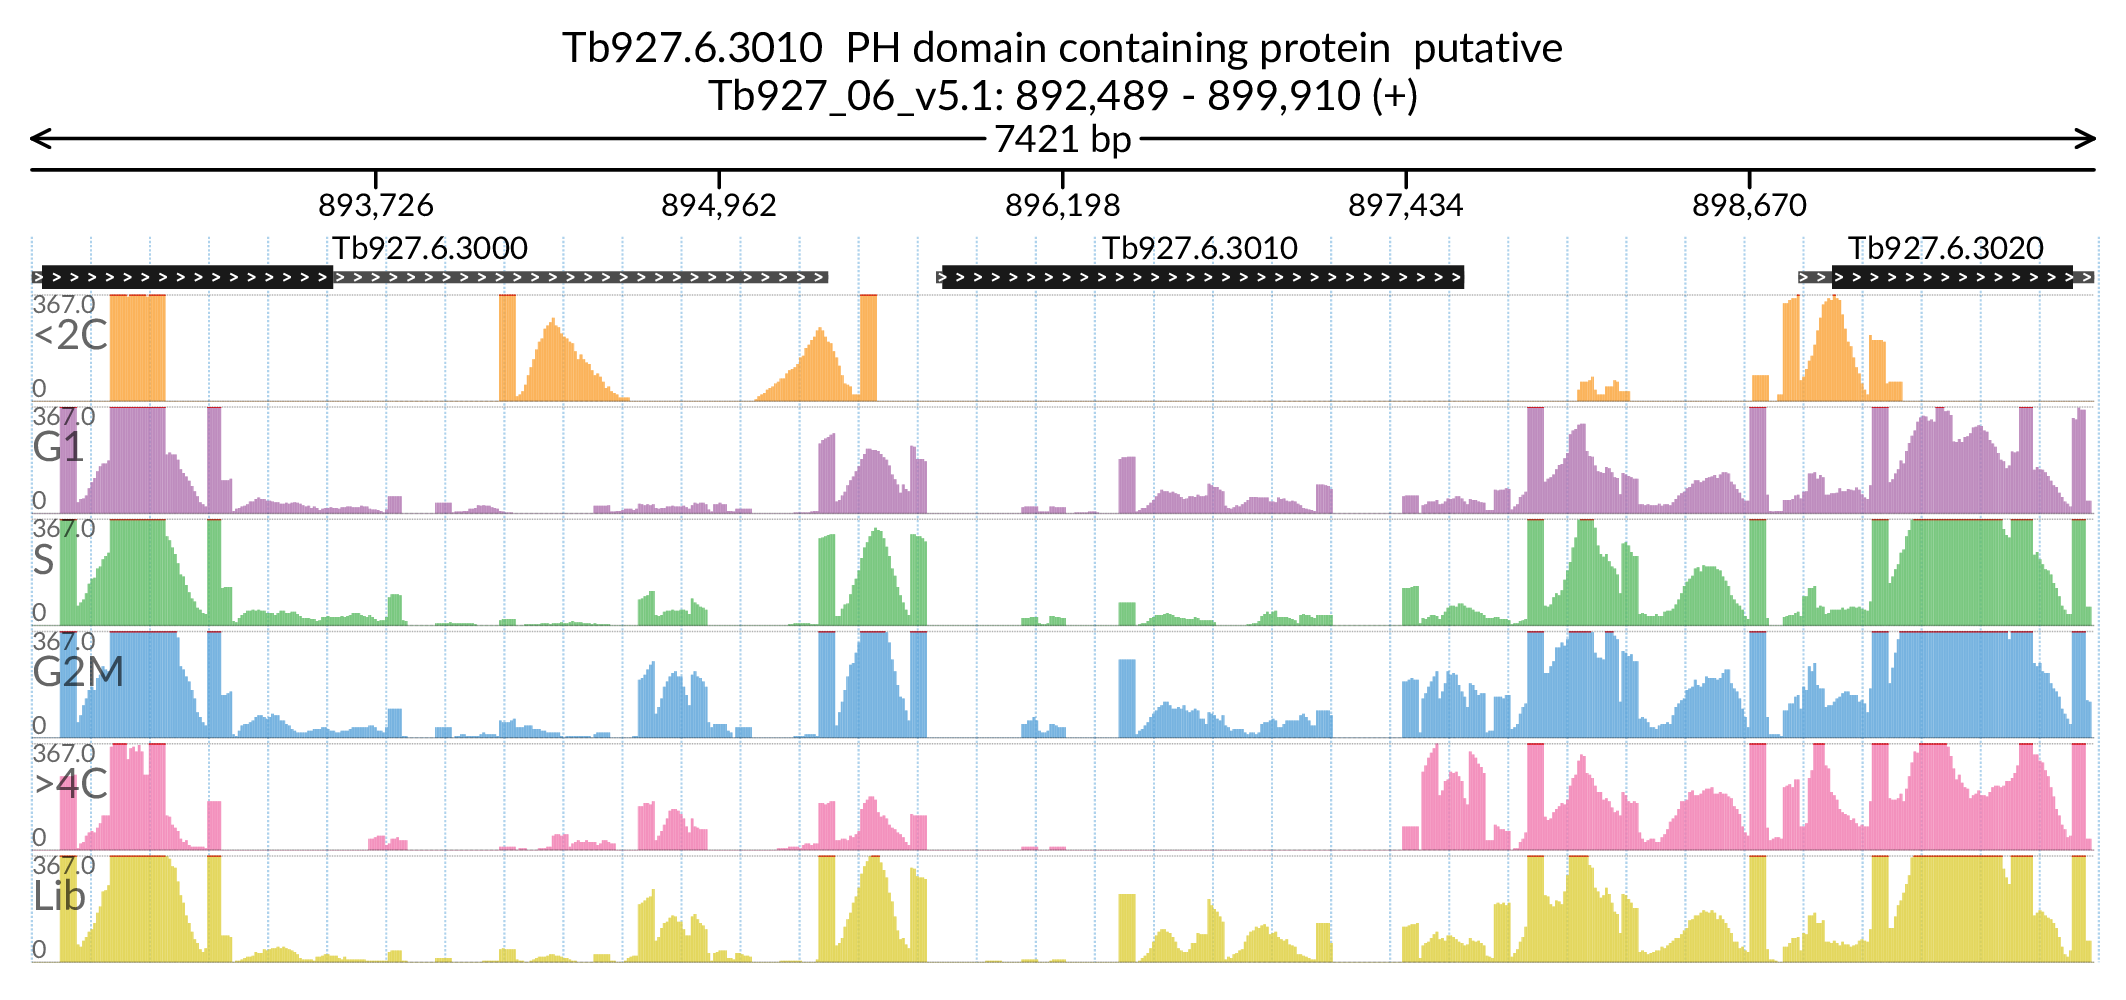 Tb927.6.3010  PH domain containing protein  putative
Tb927_06_v5.1: 892,489 - 899,910 (+)
7421 bp
893,726 894,962 896,198 897,434 898,670
Tb927.6.3000 Tb927.6.3010 Tb927.6.3020
367.0
<2C
0
367.0
G1
0
367.0
S
0
367.0
G2M
0
367.0
>4C
0
367.0
Lib
0